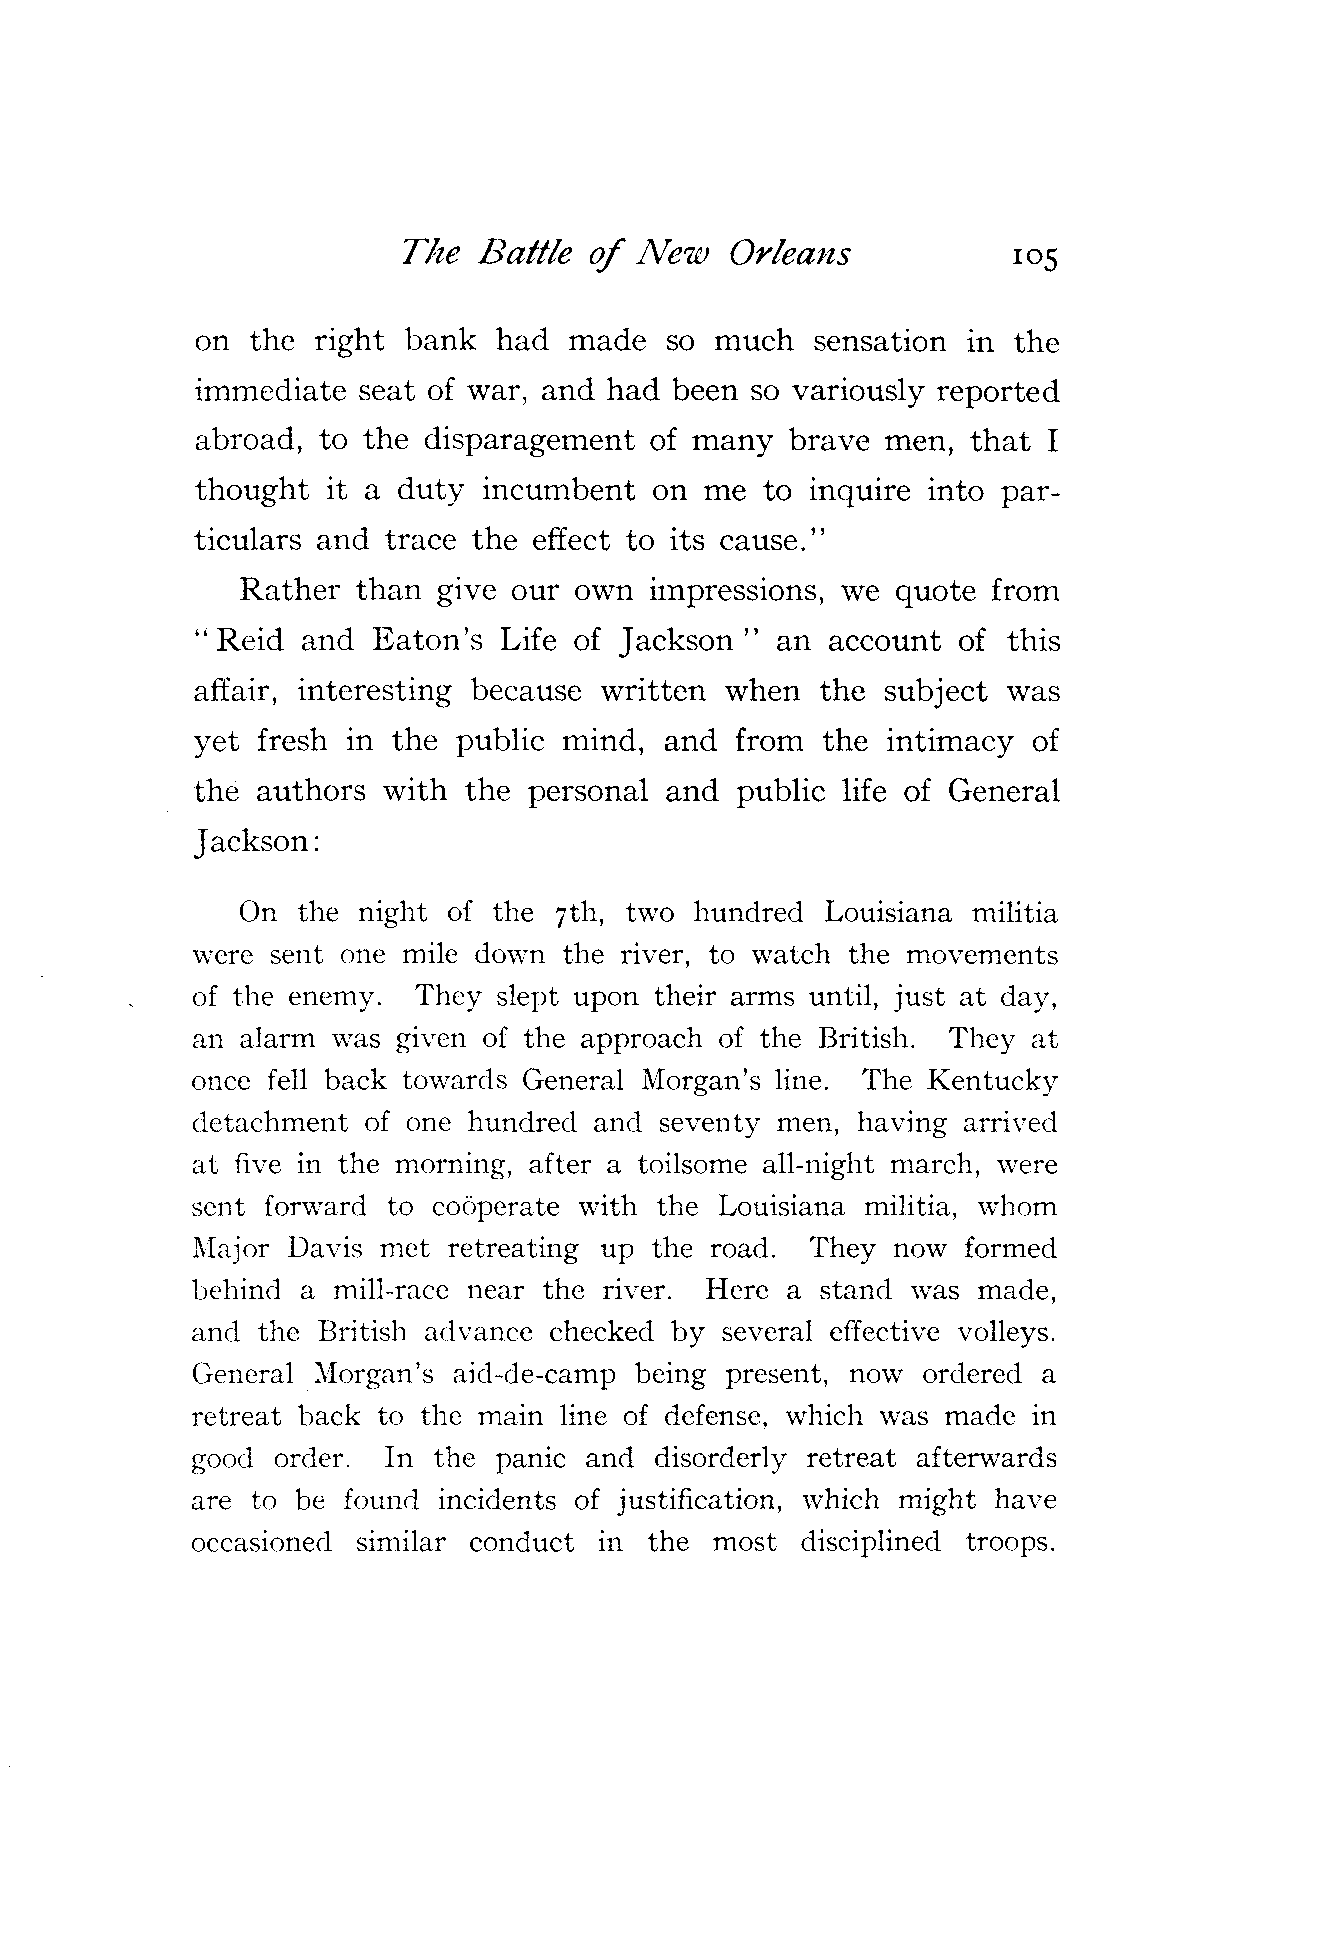 The Battle of New Orleans 105
on the right bank had made so much sensation in the
immediate seat of war, and had been so variously reported
abroad, to the disparagement of many brave men, that I
thought it a duty incumbent on me to inquire into par-
ticulars and trace the effect to its cause."
Rather than give our own impressions, we quote from
"Reid and Eaton's Life of Jackson" an account of this
affair, interesting because written when the subject was
yet fresh in the public mind, and from the intimacy of
the authors with the personal and public life of General
Jackson:
On the night of the 7th, two hundred Louisiana militia
were sent one mile down the river, to watch the movements
of the enemy. They slept upon their arms until, just at day,
an alarm was given of the approach of the British. They at
once fell back towards General Morgan's line. The Kentucky
detachment of one hundred and seventy men, having arrived
at five in the morning, after a toilsome all-night march, were
sent forward to coöperate with the Louisiana militia, whom
Major Davis met retreating up the road. They now formed
behind a mill-race near the river. Here a stand was made,
and the British advance checked by several effective volleys.
General Morgan's aid-de-camp being present, now ordered a
retreat back to the main line of defense, which was made in
good order. In the panic and disorderly retreat afterwards
are to be found incidents of justification, which might have
occasioned similar conduct in the most disciplined troops.